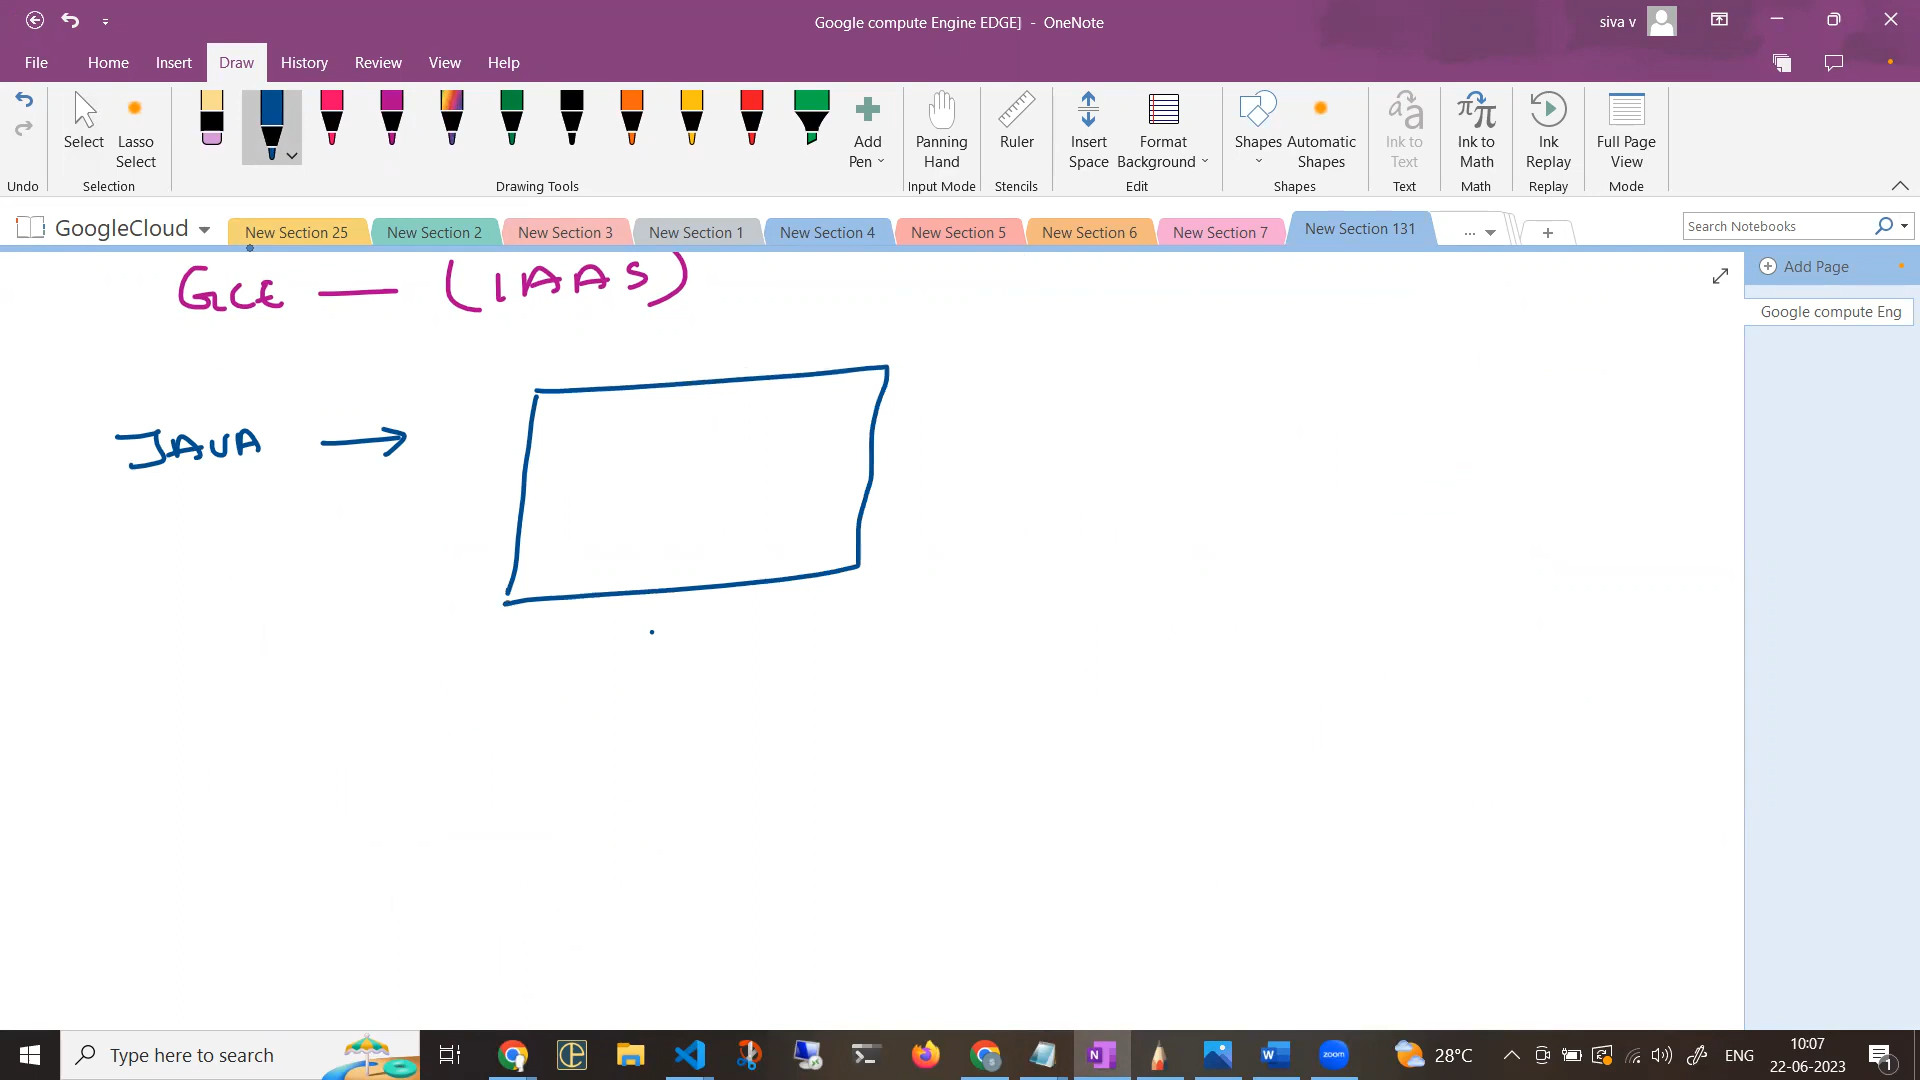 Google compute Engine EDGE] - OneNote
siva v
File Home Insert Draw History Review View Help
Select
Lasso Select
Add Pen
Panning Hand
Ruler
Insert Space
Format Background
Shapes
Automatic Shapes
Ink to Text
Ink to Math
Ink Replay
Full Page View
Undo Selection Drawing Tools Input Mode Stencils Edit Shapes Text Math Replay Mode
GoogleCloud
New Section 25 New Section 2 New Section 3 New Section 1 New Section 4 New Section 5 New Section 6 New Section 7 New Section 131 ...
Search Notebooks
Add Page
Google compute Eng
GCE — (IAAS)
JAVA →
Type here to search
zoom
28°C
ENG
10:07
22-06-2023
1